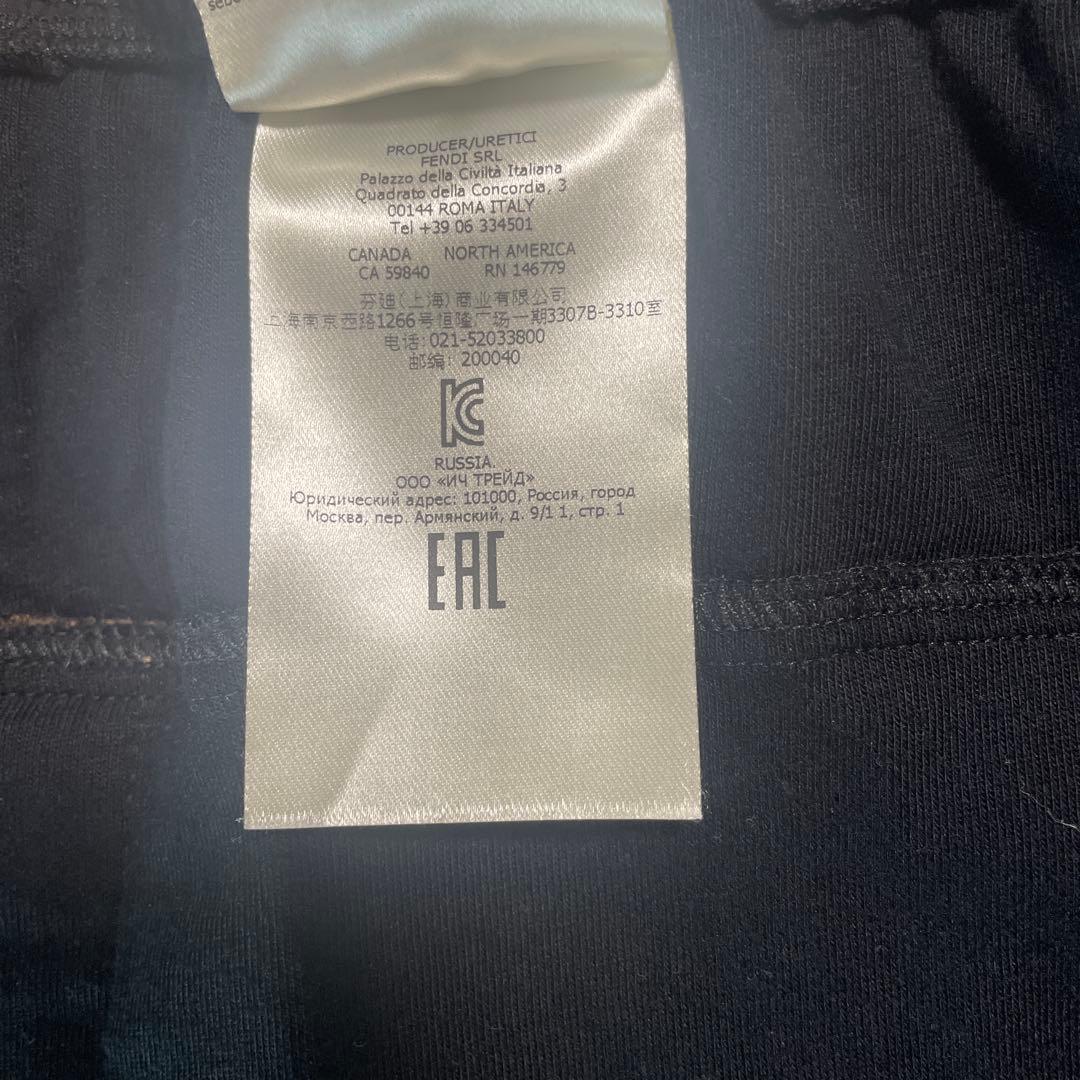 PRODUCER/URETICI
FENDI SRL
Palazzo della Civiltà Italiana
Quadrato della Concordia, 3
00144 ROMA ITALY
Tel +39 06 334501
CANADA NORTH AMERICA
CA 59840 RN 146779
芬迪(上海)商业有限公司
上海南京西路1266号恒隆广场一期3307B-3310室
电话:021-52033800
邮编: 200040
RUSSIA.
ООО «ИЧ ТРЕЙД»
Юридический адрес: 101000, Россия, город
Москва, пер. Армянский, д. 9/1 1, стр. 1
EAC